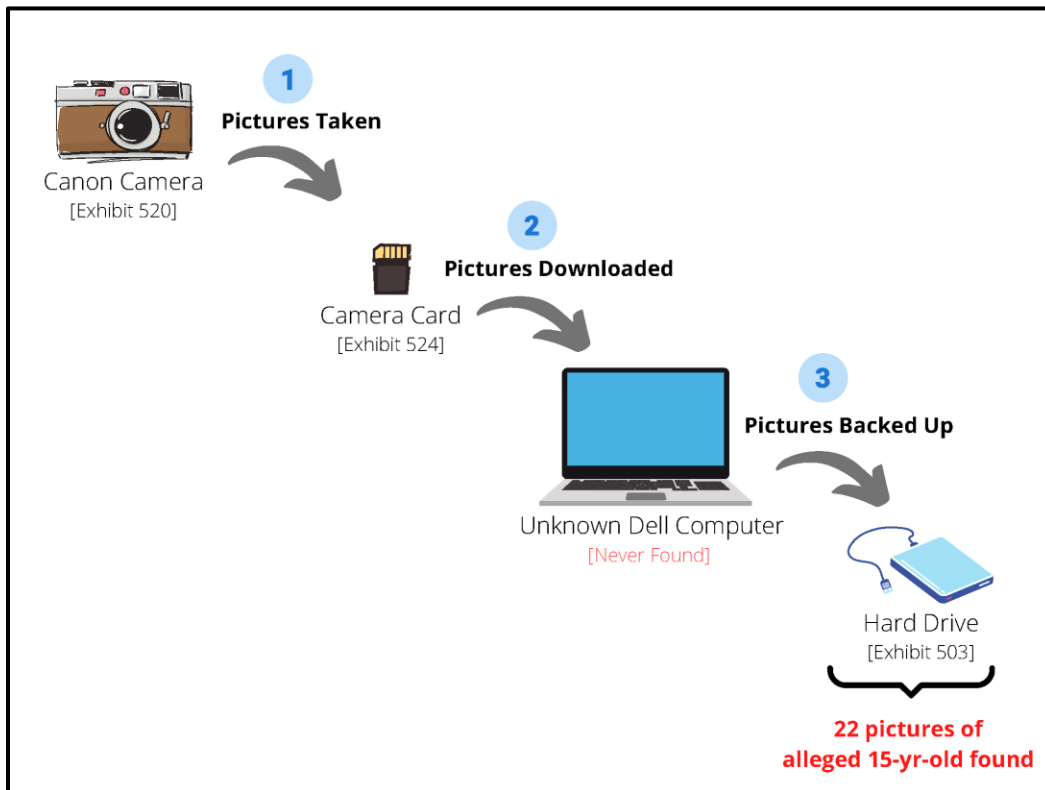 1
Pictures Taken
Canon Camera
[Exhibit 520]
2
Pictures Downloaded
Camera Card
[Exhibit 524]
3
Pictures Backed Up
Unknown Dell Computer
[Never Found]
Hard Drive
[Exhibit 503]
22 pictures of
alleged 15-yr-old found